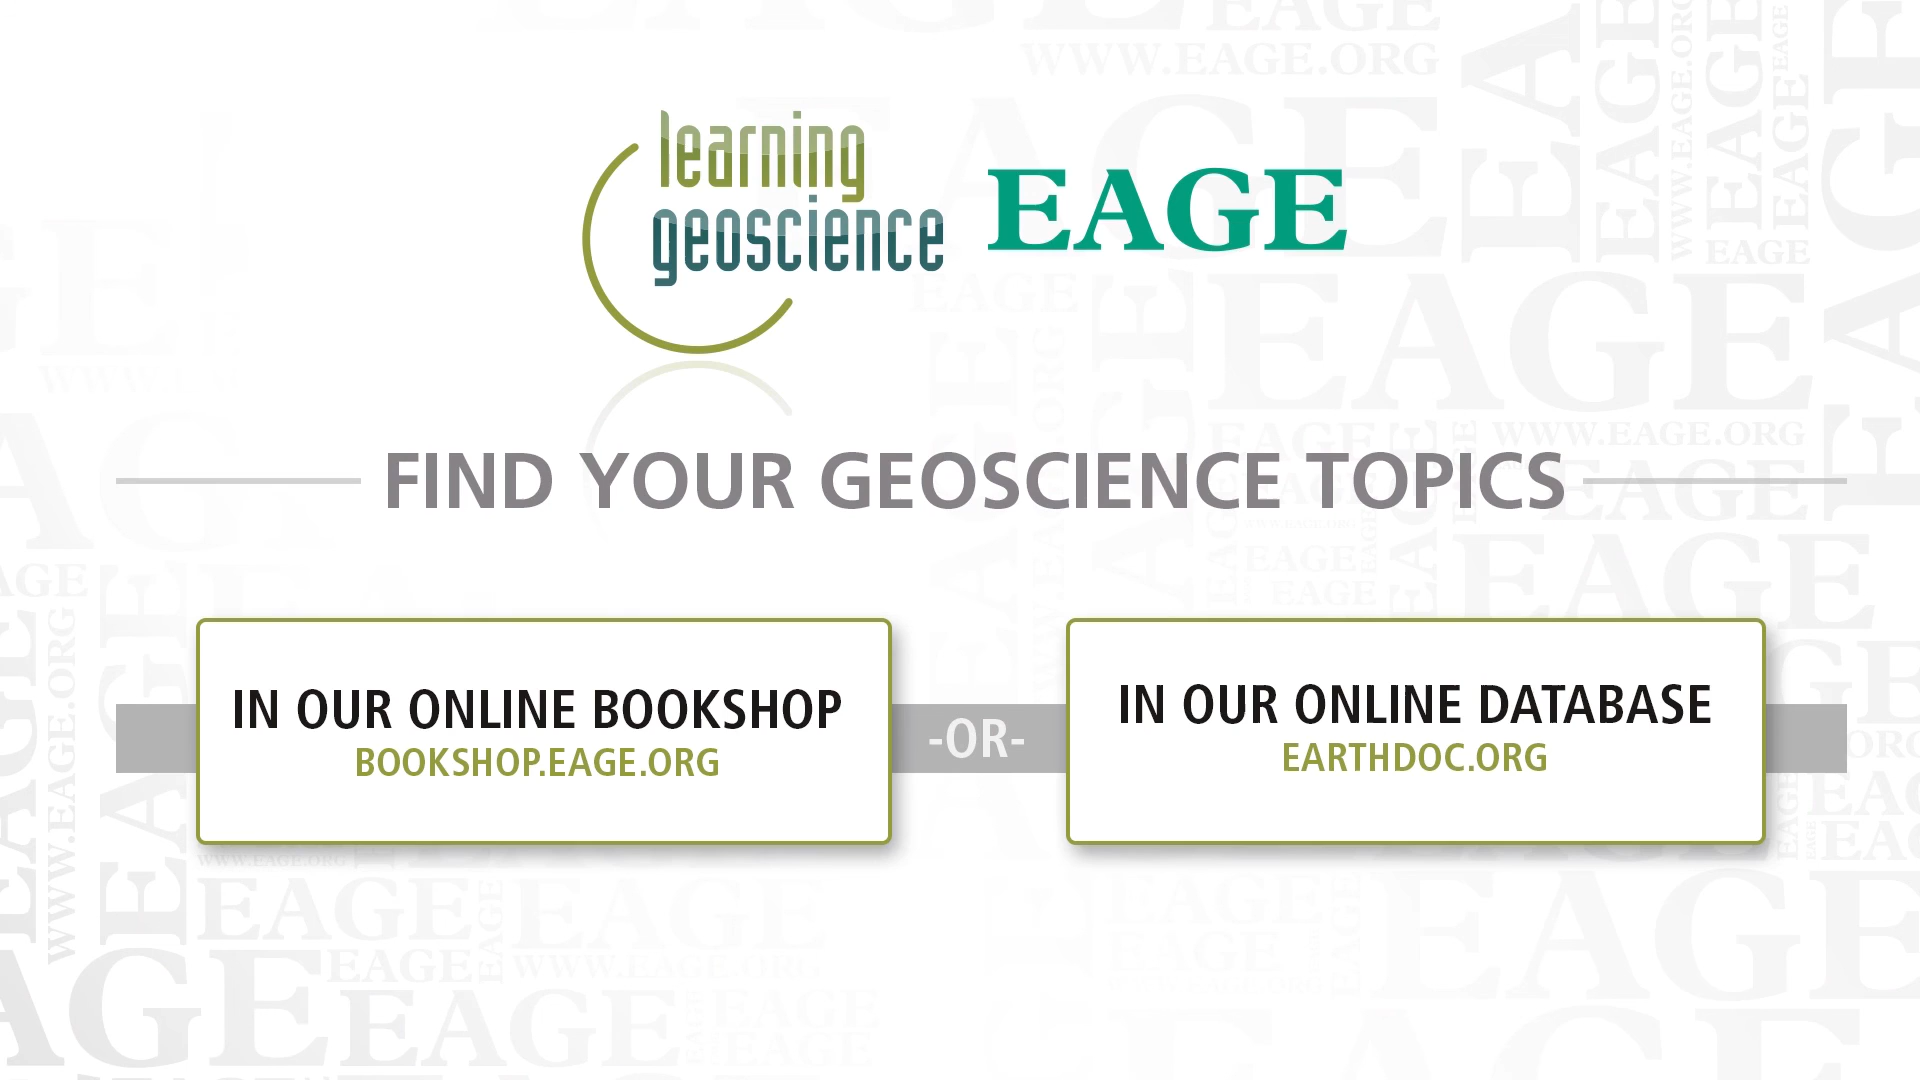 learning
geoscience
EAGE
FIND YOUR GEOSCIENCE TOPICS
IN OUR ONLINE BOOKSHOP
BOOKSHOP.EAGE.ORG
-OR-
IN OUR ONLINE DATABASE
EARTHDOC.ORG